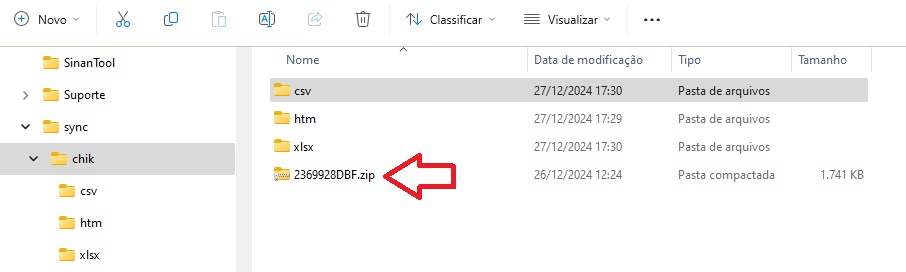 Novo
Classificar
Visualizar
SinanTool
Suporte
sync
chik
csv
htm
xlsx
Nome Data de modificação Tipo Tamanho
csv 27/12/2024 17:30 Pasta de arquivos
htm 27/12/2024 17:29 Pasta de arquivos
xlsx 27/12/2024 17:30 Pasta de arquivos
2369928DBF.zip 26/12/2024 12:24 Pasta compactada 1.741 KB